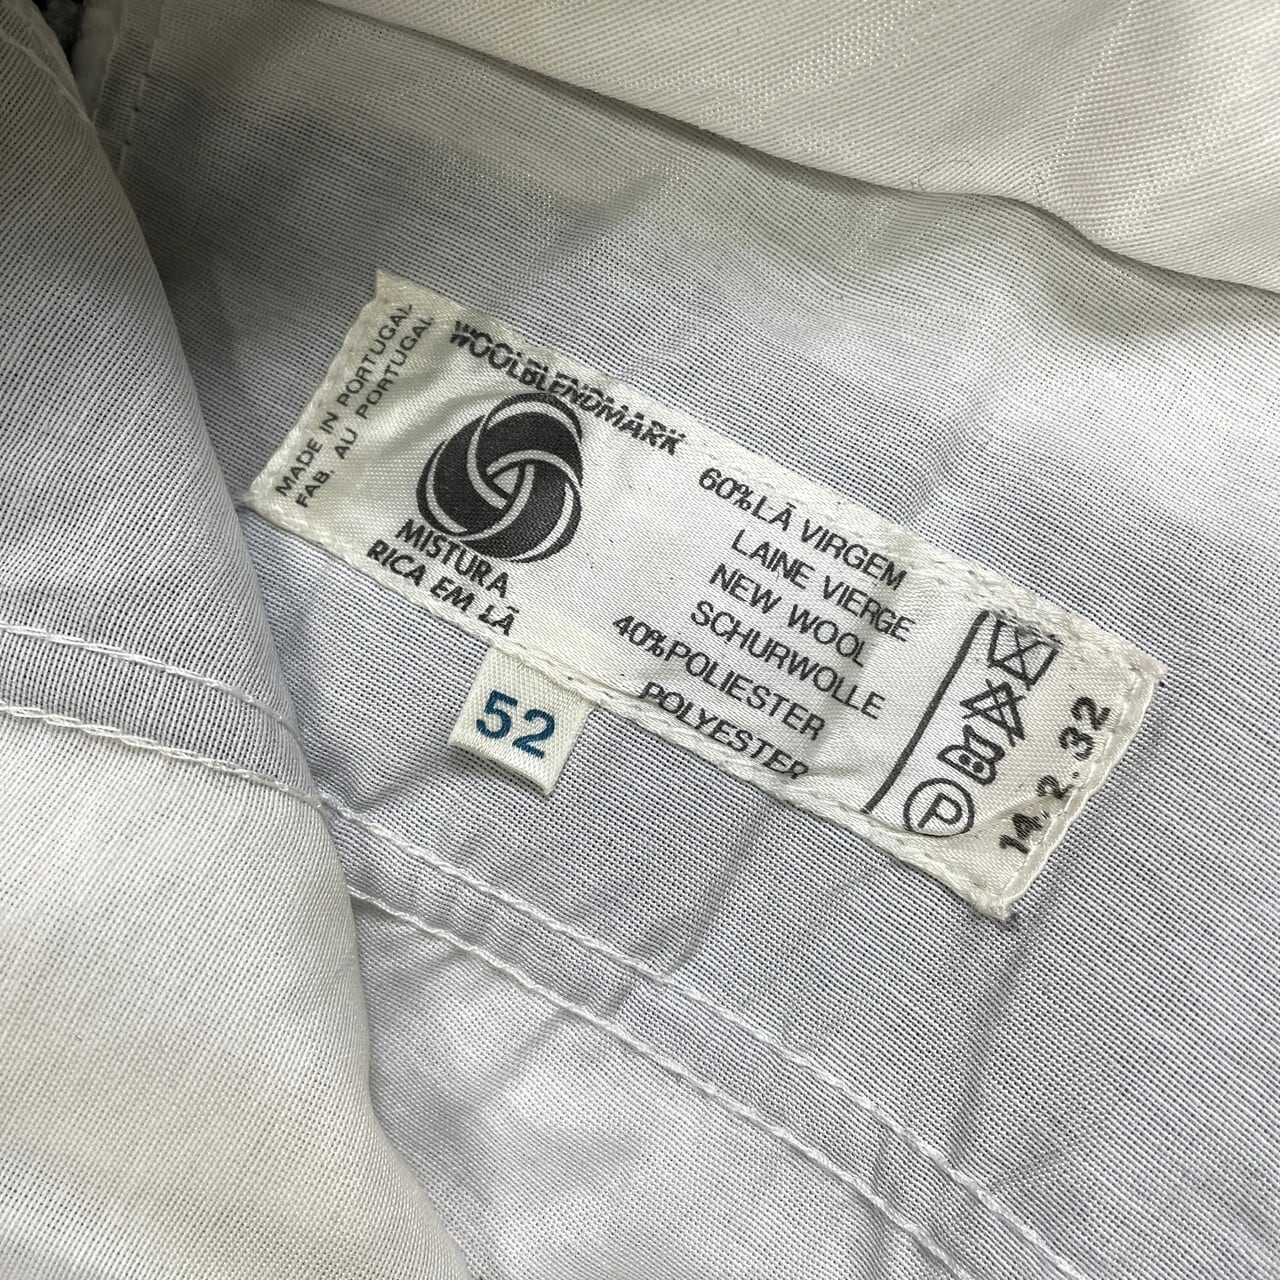 MADE IN PORTUGAL
FAB. AU PORTUGAL
WOOLBLENDMARK
MISTURA
RICA EM LÃ
60% LÃ VIRGEM
LAINE VIERGE
NEW WOOL
SCHURWOLLE
40% POLIESTER
POLYESTER
P
14.2.32
52